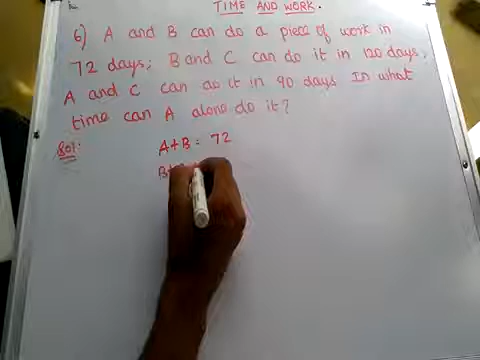 TIME AND WORK.
6) A and B can do a piece of work in
72 days; B and C can do it in 120 days,
A and C can do it in 90 days In what
time can A alone do it?
Sol:
A+B = 72
B+